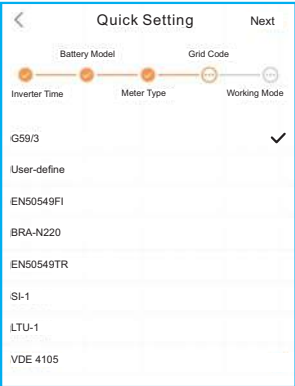 Quick Setting Next
Battery Model Grid Code
Inverter Time Meter Type Working Mode
G59/3
User-define
EN50549FI
BRA-N220
EN50549TR
SI-1
LTU-1
VDE 4105